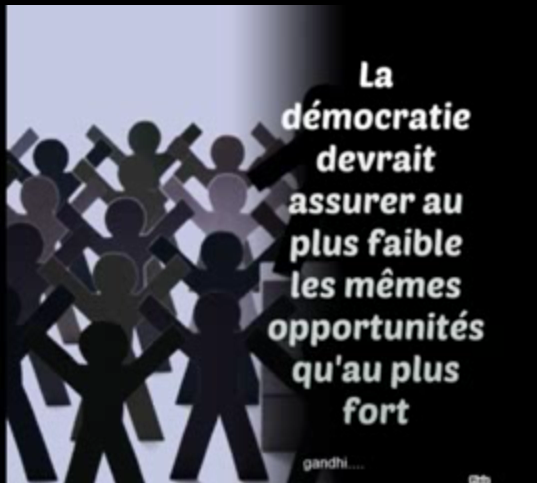 La
démocratie
devrait
assurer au
plus faible
les mêmes
opportunités
qu'au plus
fort
gandhi....